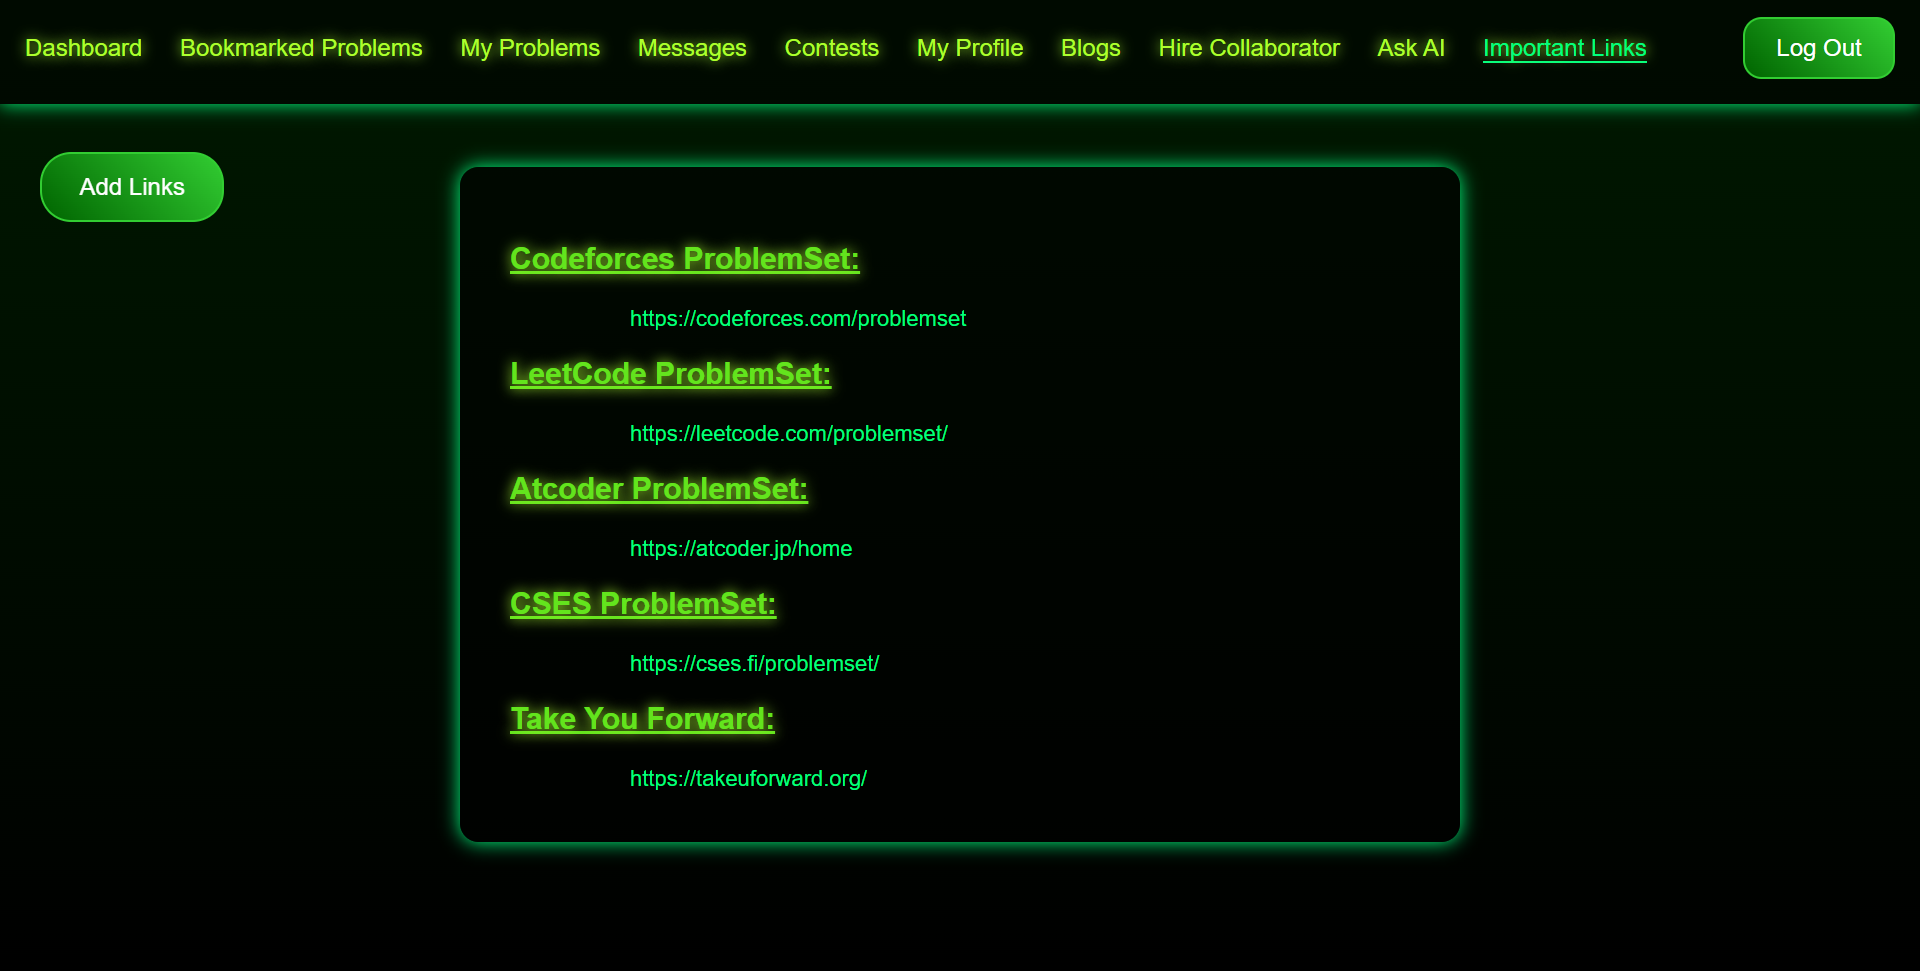 Dashboard Bookmarked Problems My Problems Messages Contests My Profile Blogs Hire Collaborator Ask AI Important Links Log Out
Add Links
Codeforces ProblemSet:
https://codeforces.com/problemset
LeetCode ProblemSet:
https://leetcode.com/problemset/
Atcoder ProblemSet:
https://atcoder.jp/home
CSES ProblemSet:
https://cses.fi/problemset/
Take You Forward:
https://takeuforward.org/